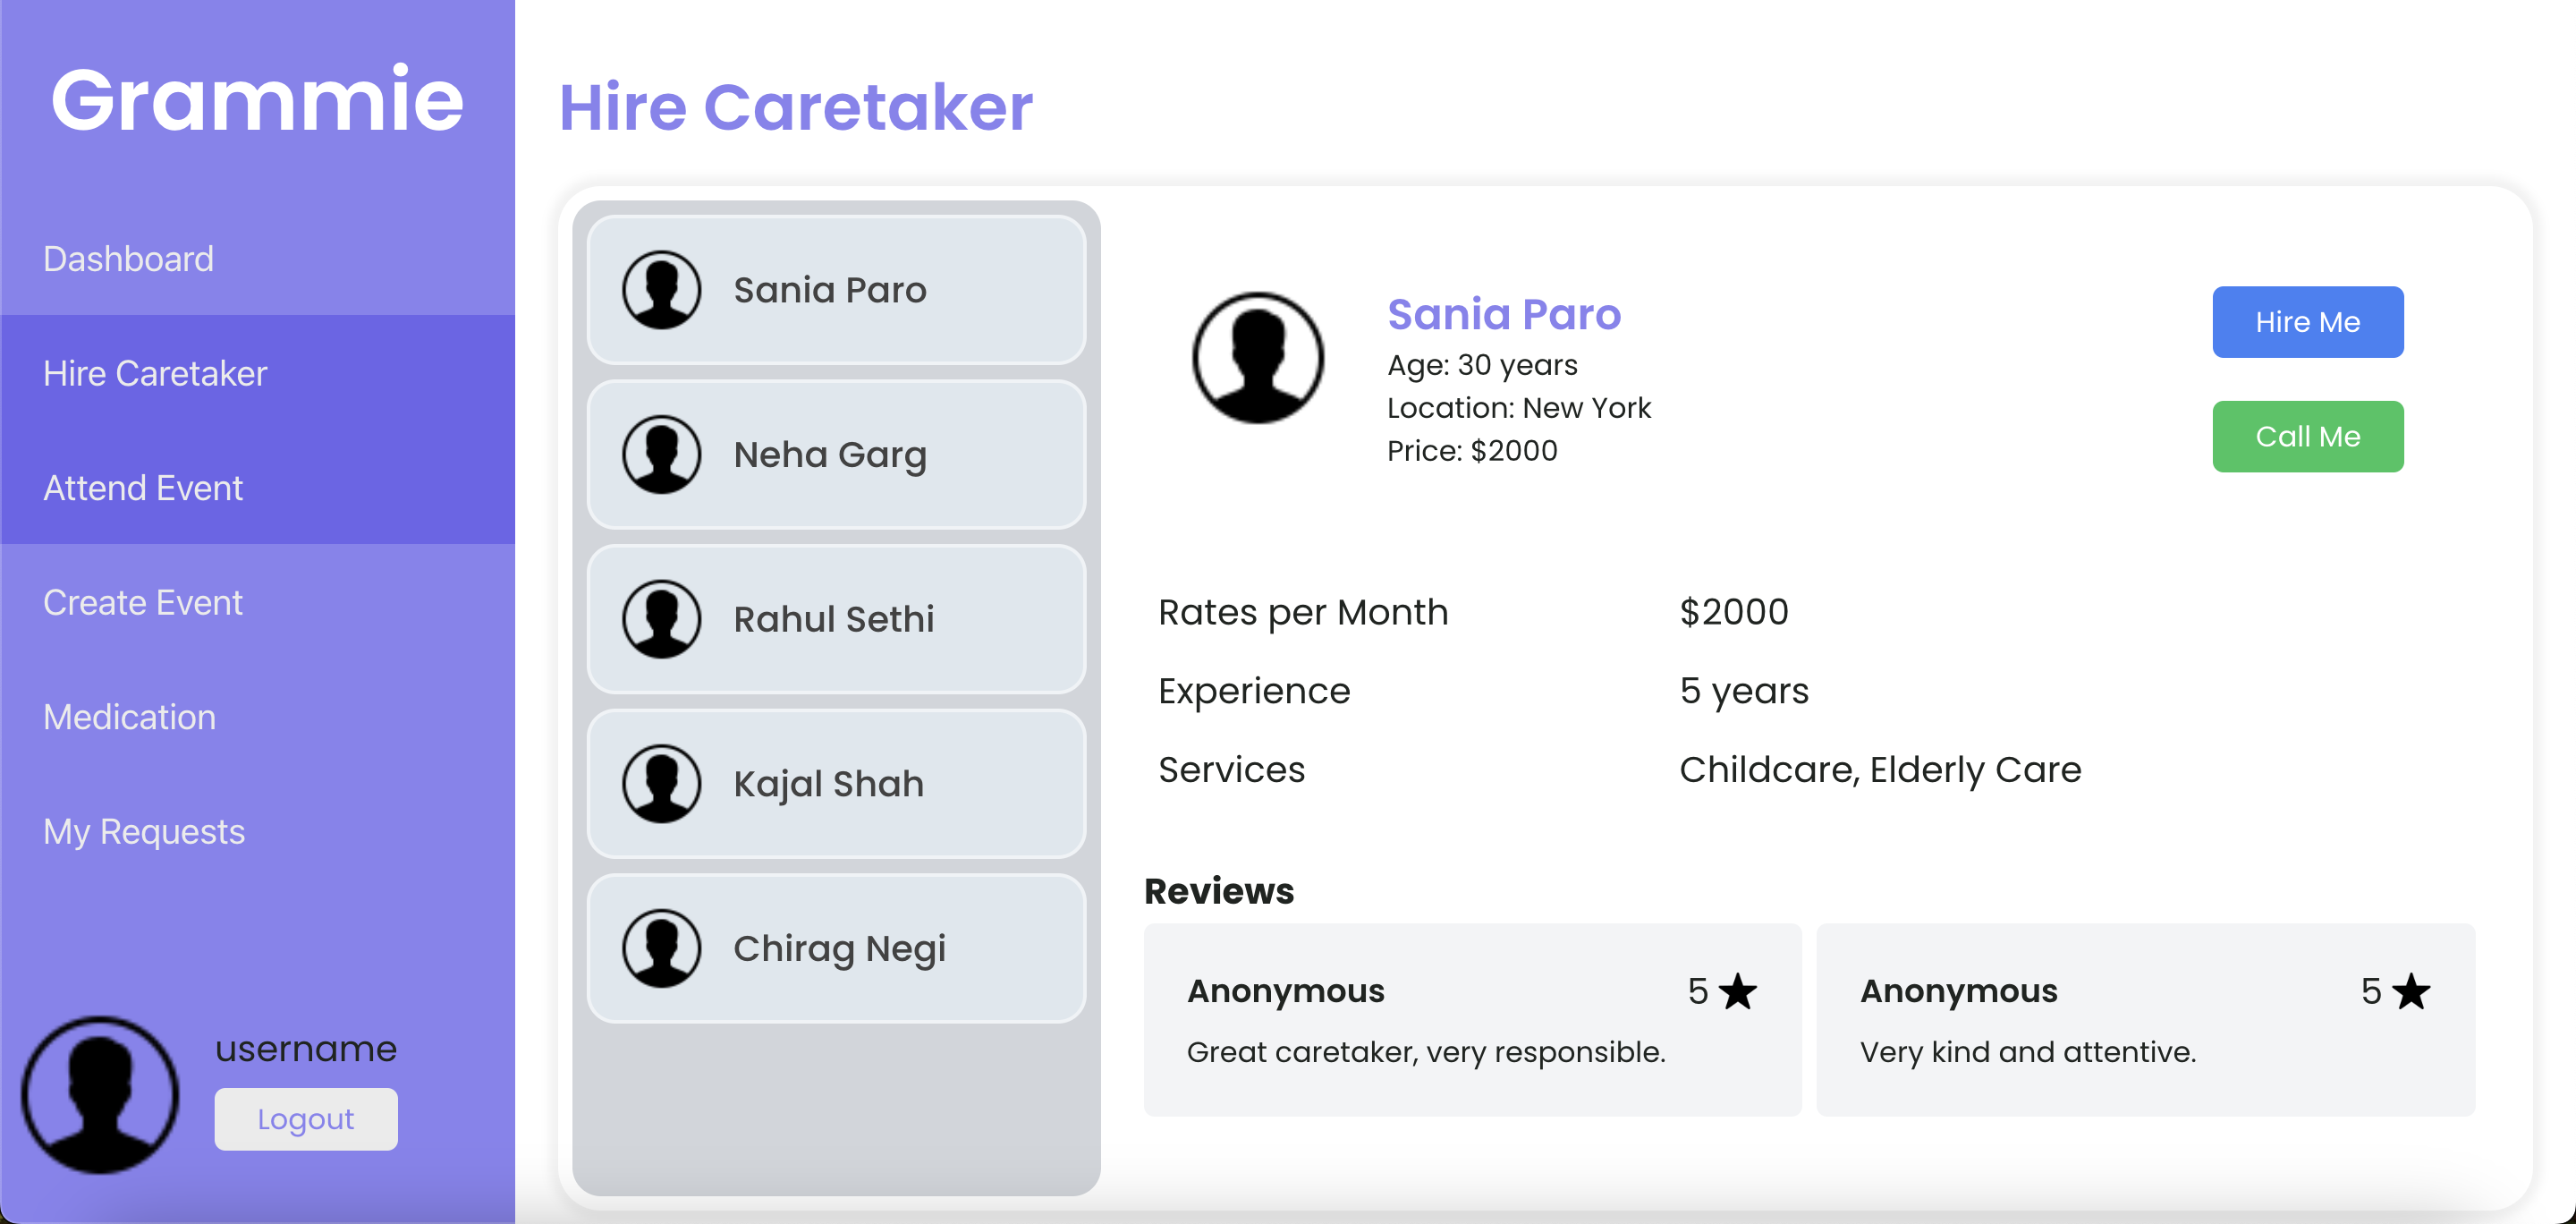 Grammie
Dashboard
Hire Caretaker
Attend Event
Create Event
Medication
My Requests
username
Logout
Hire Caretaker
Sania Paro
Neha Garg
Rahul Sethi
Kajal Shah
Chirag Negi
Sania Paro
Age: 30 years
Location: New York
Price: $2000
Hire Me
Call Me
Rates per Month $2000
Experience 5 years
Services Childcare, Elderly Care
Reviews
Anonymous 5 ★
Great caretaker, very responsible.
Anonymous 5 ★
Very kind and attentive.